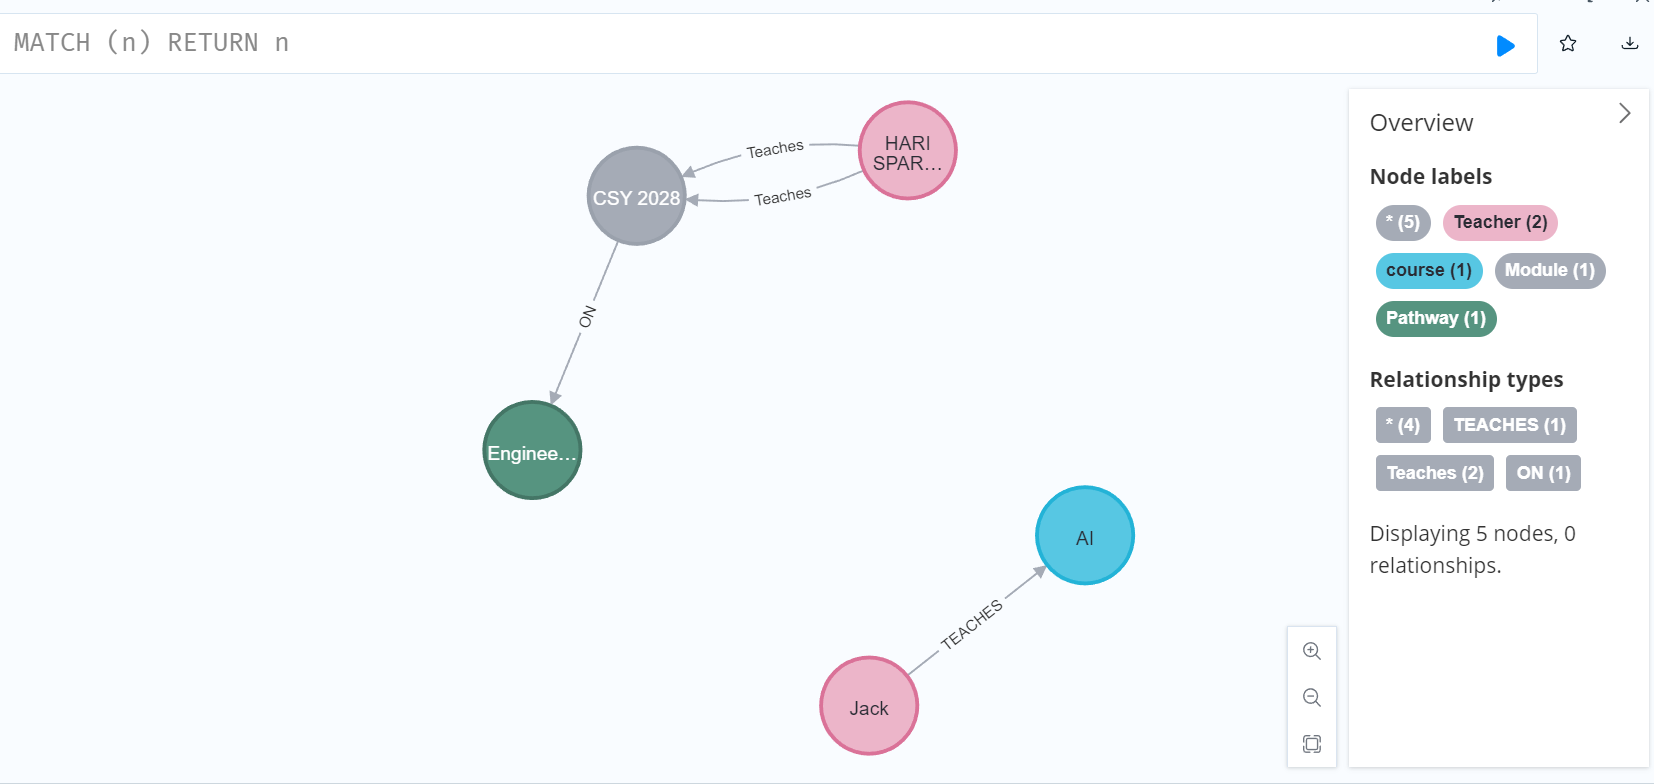 MATCH (n) RETURN n
HARI
SPAR...
Teaches
Teaches
CSY 2028
ON
Enginee...
AI
TEACHES
Jack
Overview
Node labels
* (5)
Teacher (2)
course (1)
Module (1)
Pathway (1)
Relationship types
* (4)
TEACHES (1)
Teaches (2)
ON (1)
Displaying 5 nodes, 0
relationships.